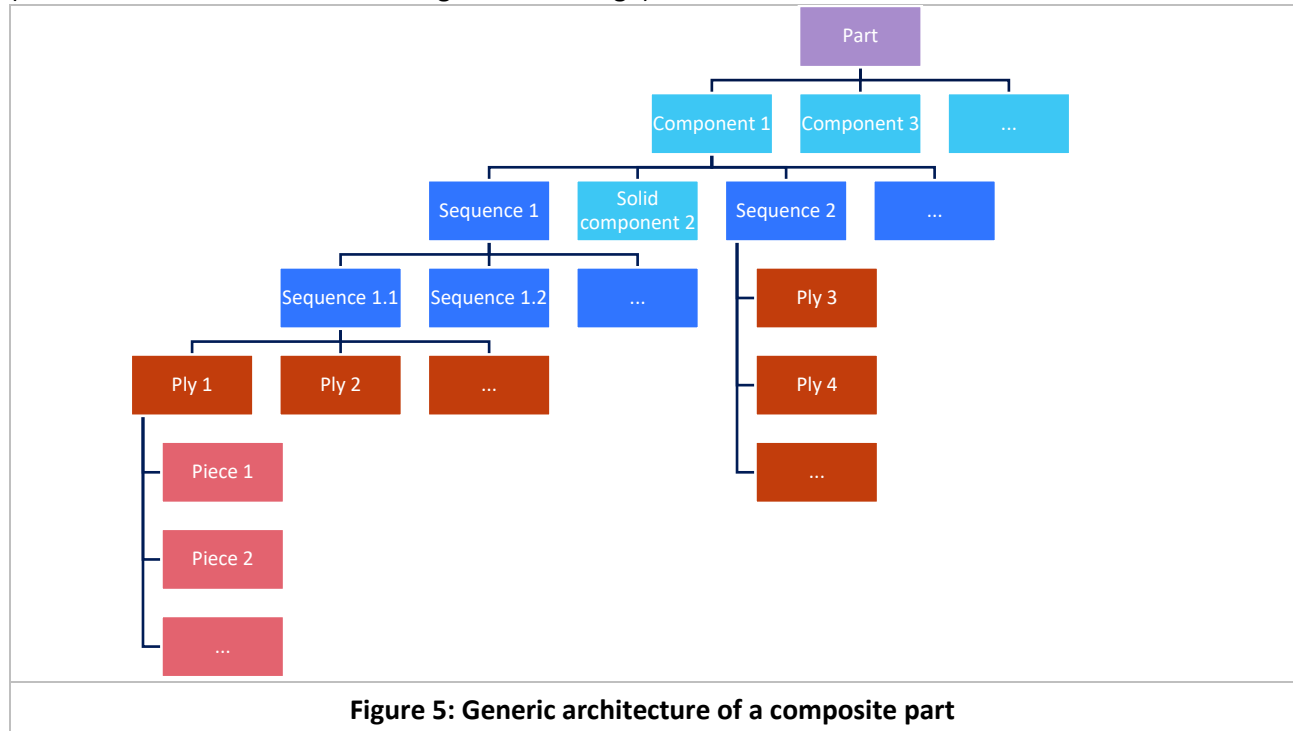 Part
Component 1
Component 3
...
Sequence 1
Solid
component 2
Sequence 2
...
Sequence 1.1
Sequence 1.2
...
Ply 3
Ply 1
Ply 2
...
Ply 4
Piece 1
...
Piece 2
...
Figure 5: Generic architecture of a composite part